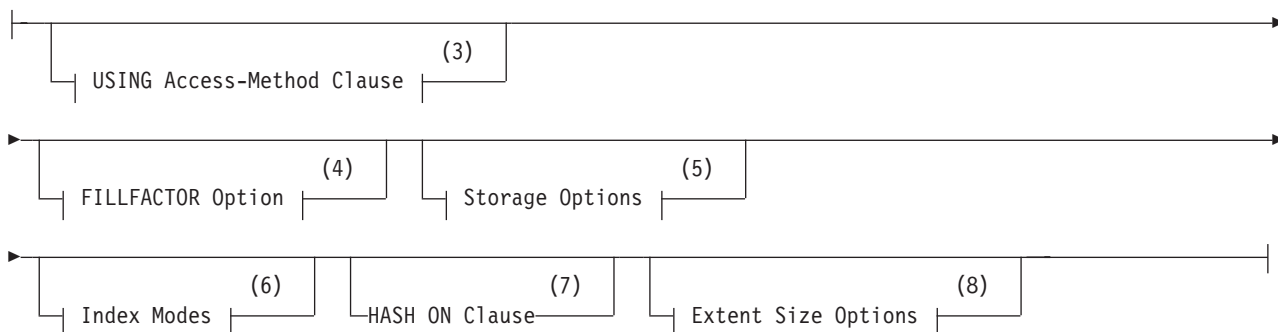 (3)
USING Access-Method Clause
(4) (5)
FILLFACTOR Option Storage Options
(6) (7) (8)
Index Modes HASH ON Clause Extent Size Options